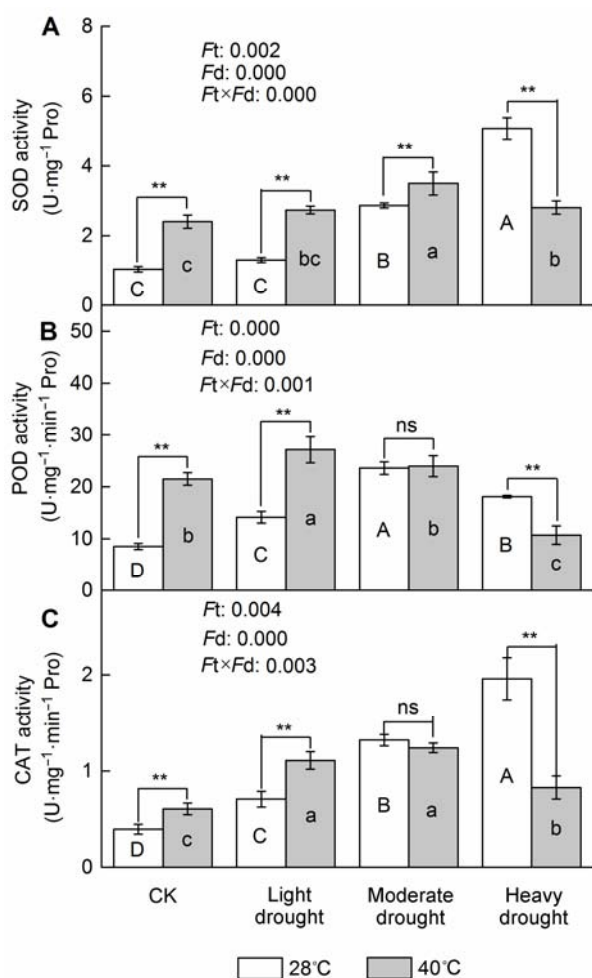 A
8
6
4
2
0
SOD activity
(U·mg⁻¹ Pro)
Ft: 0.002
Fd: 0.000
Ft×Fd: 0.000
**
**
**
**
C
c
C
bc
B
a
A
b
B
50
40
30
20
10
0
POD activity
(U·mg⁻¹·min⁻¹ Pro)
Ft: 0.000
Fd: 0.000
Ft×Fd: 0.001
**
**
ns
**
D
b
C
a
A
b
B
c
C
2
1
0
CAT activity
(U·mg⁻¹·min⁻¹ Pro)
Ft: 0.004
Fd: 0.000
Ft×Fd: 0.003
**
**
ns
**
D
c
C
a
B
a
A
b
CK
Light
drought
Moderate
drought
Heavy
drought
28°C
40°C